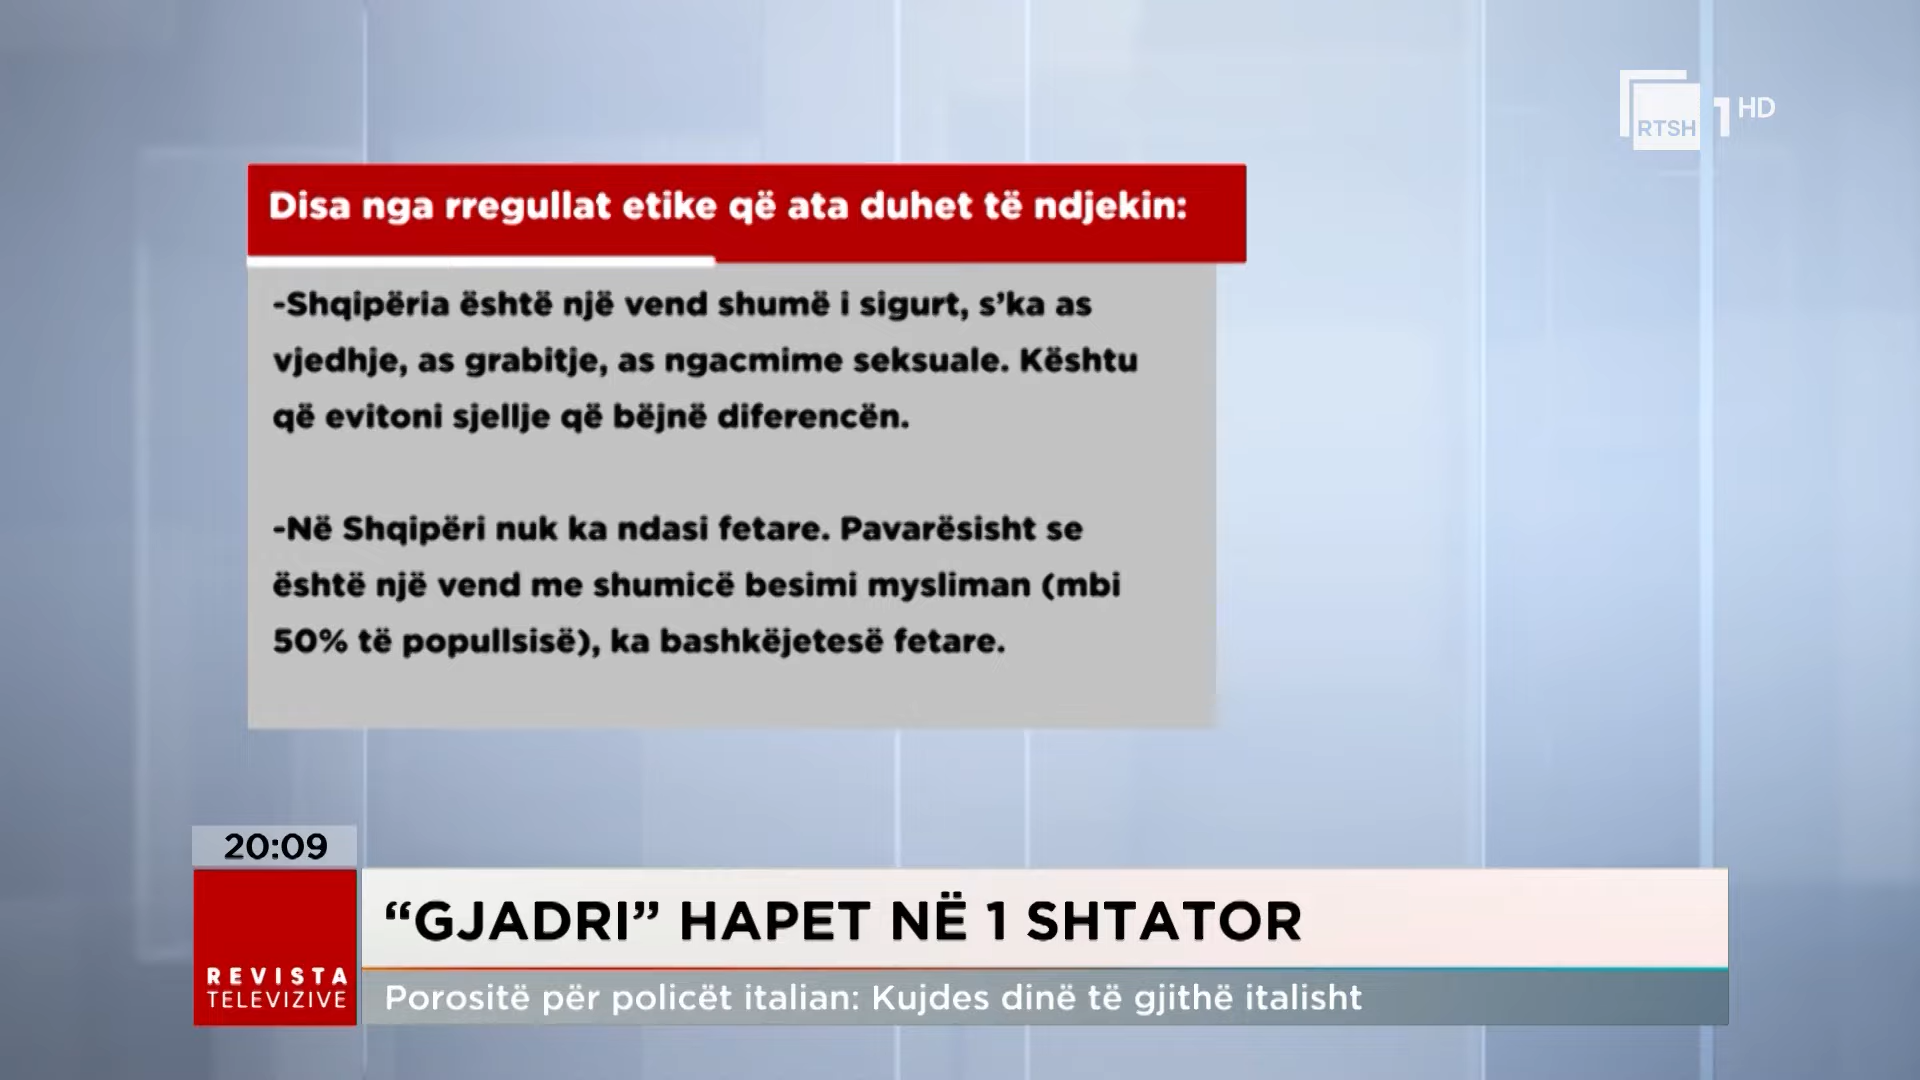 RTSH 1 HD
Disa nga rregullat etike që ata duhet të ndjekin:
-Shqipëria është një vend shumë i sigurt, s’ka as
vjedhje, as grabitje, as ngacmime seksuale. Kështu
që evitoni sjellje që bëjnë diferencën.
-Në Shqipëri nuk ka ndasi fetare. Pavarësisht se
është një vend me shumicë besimi mysliman (mbi
50% të popullsisë), ka bashkëjetesë fetare.
20:09
“GJADRI” HAPET NË 1 SHTATOR
REVISTA
TELEVIZIVE
Porositë për policët italian: Kujdes dinë të gjithë italisht